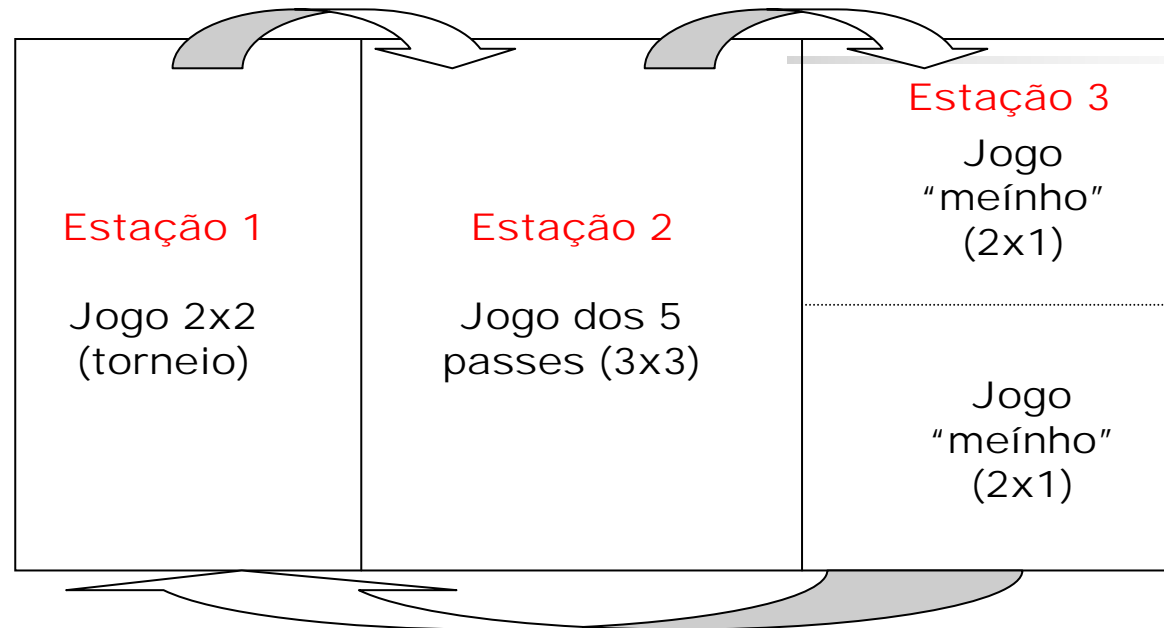 Estação 1
Jogo 2x2
(torneio)
Estação 2
Jogo dos 5
passes (3x3)
Estação 3
Jogo
“meínho”
(2x1)
Jogo
“meínho”
(2x1)